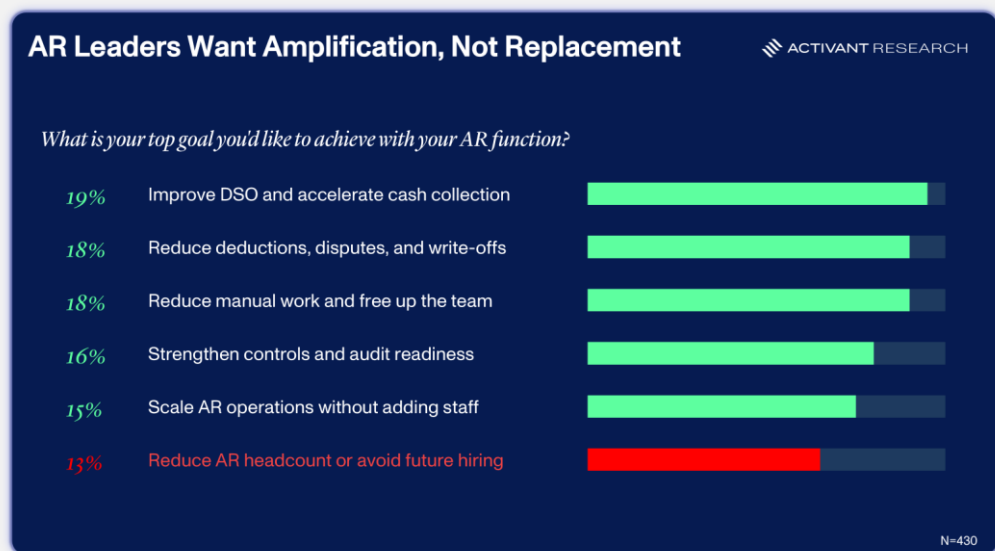 AR Leaders Want Amplification, Not Replacement
ACTIVANT RESEARCH
What is your top goal you'd like to achieve with your AR function?
19% Improve DSO and accelerate cash collection
18% Reduce deductions, disputes, and write-offs
18% Reduce manual work and free up the team
16% Strengthen controls and audit readiness
15% Scale AR operations without adding staff
13% Reduce AR headcount or avoid future hiring
N=430